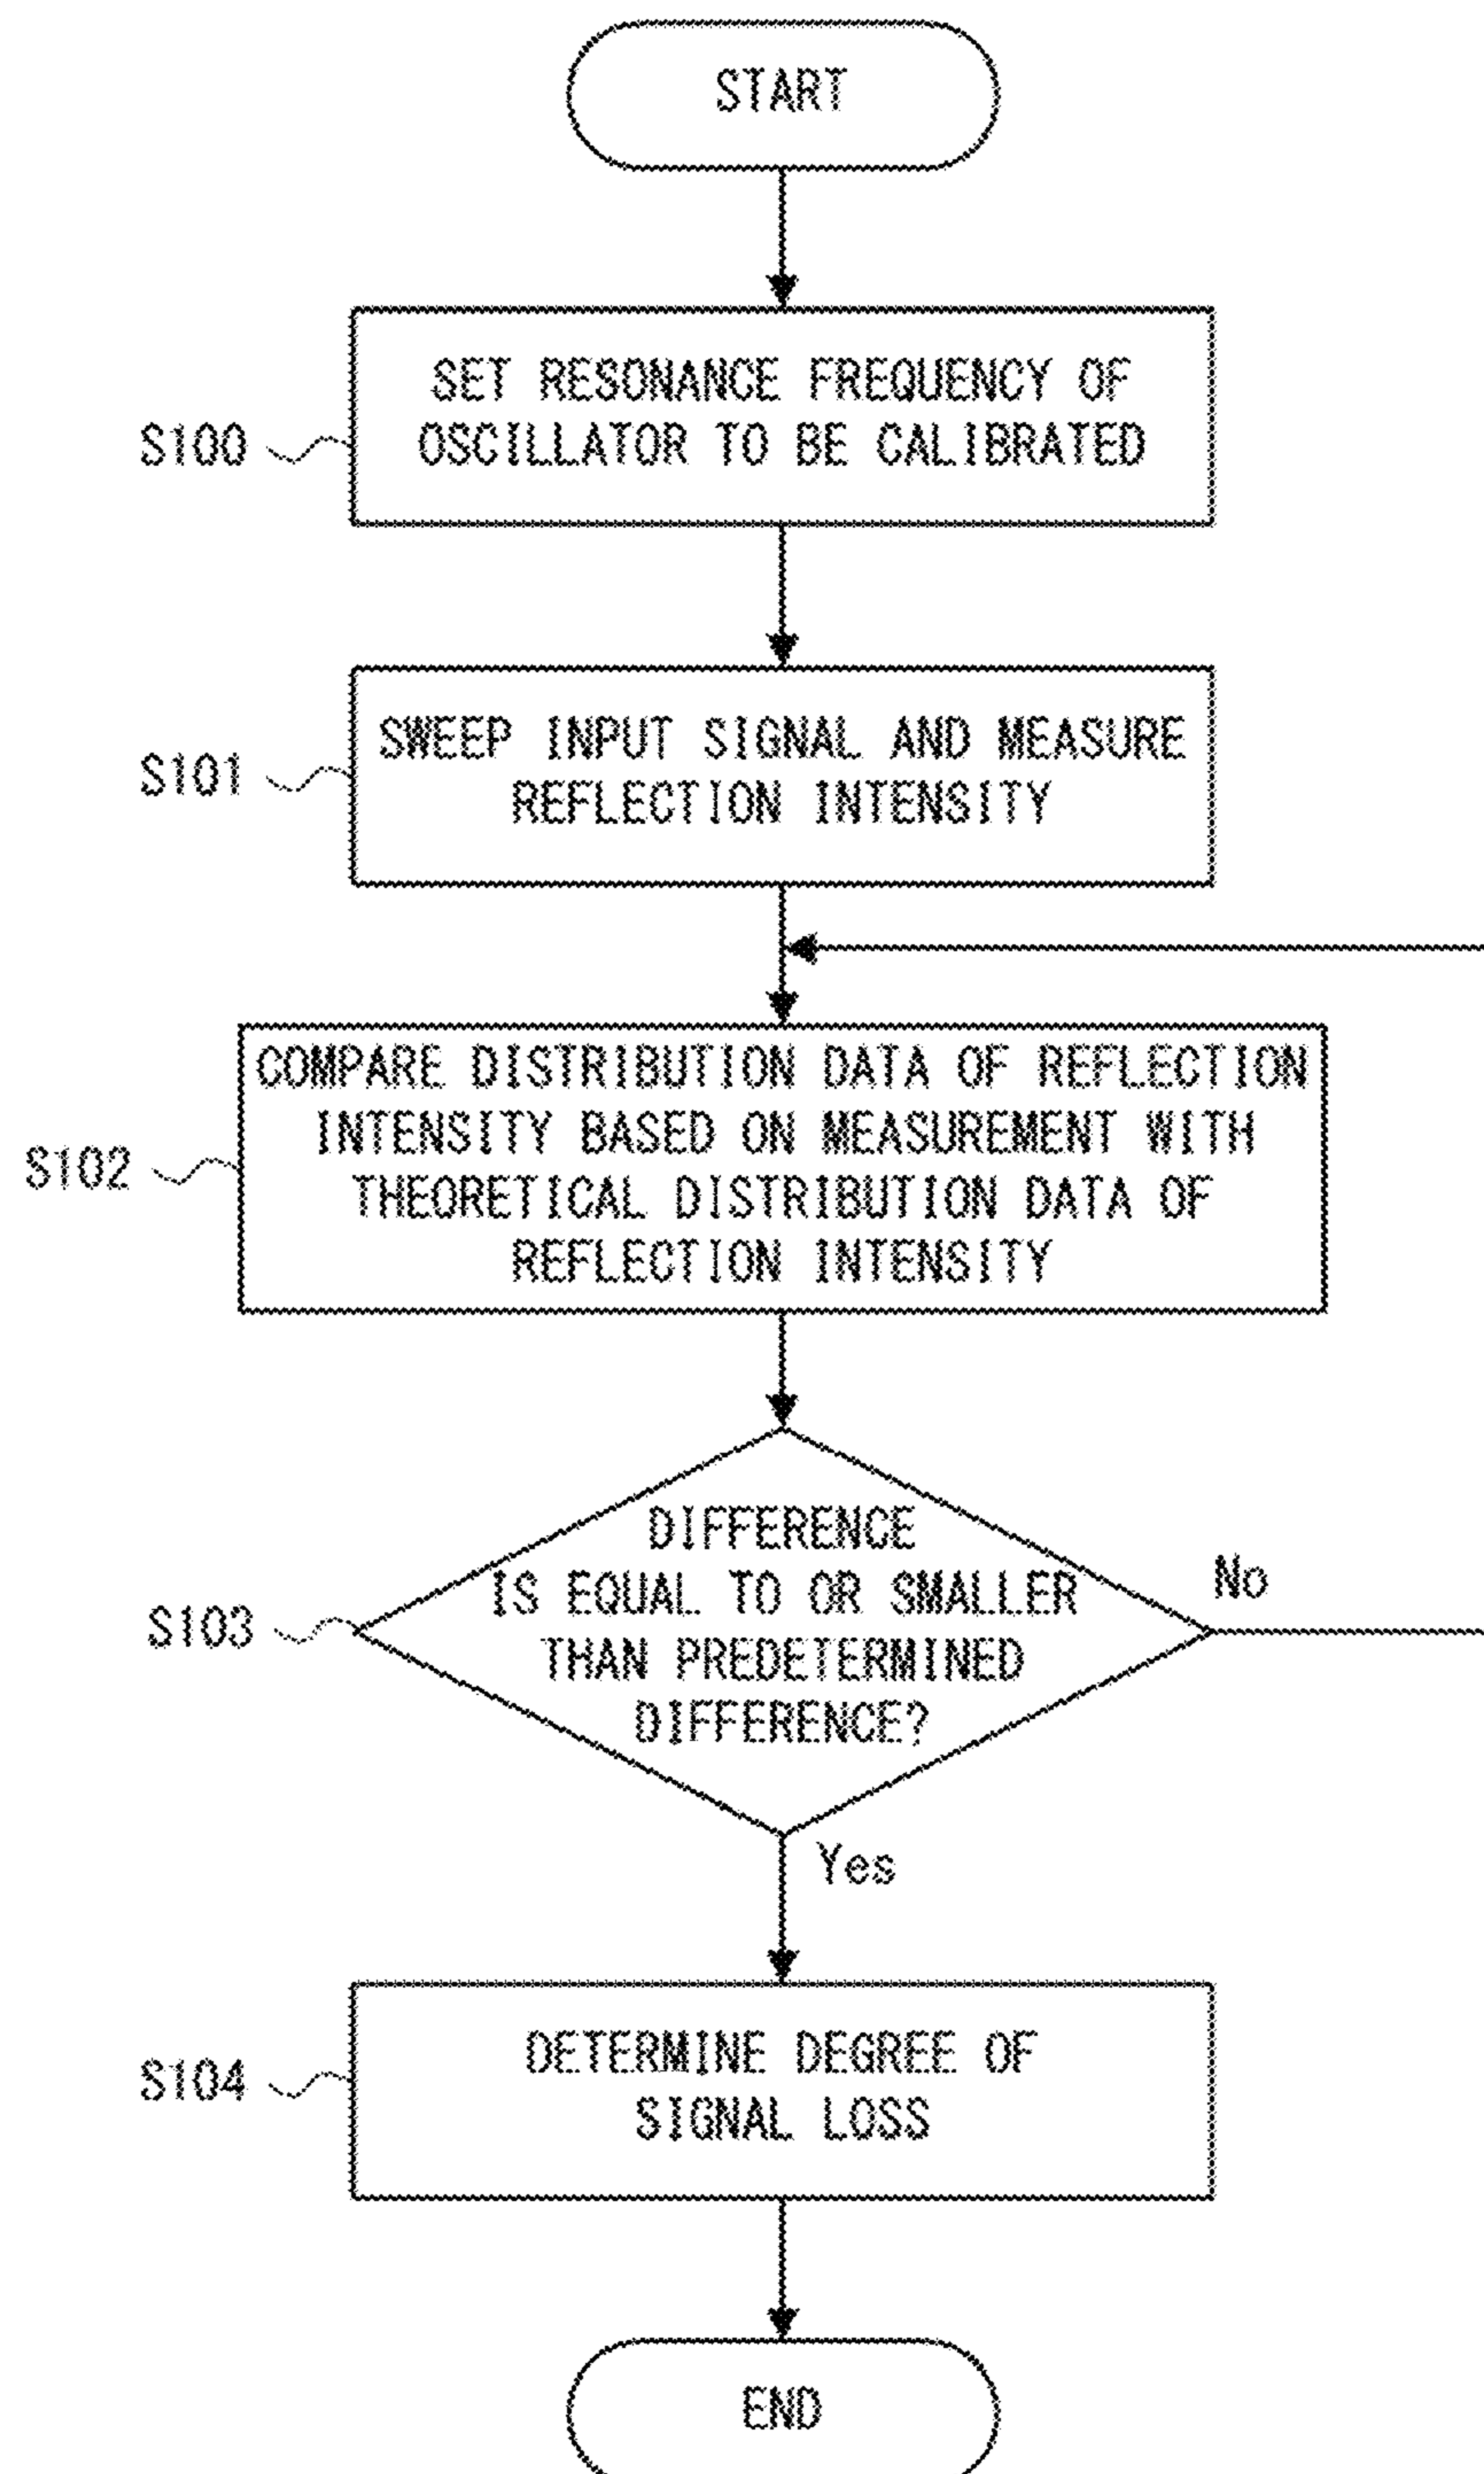 START
SET RESONANCE FREQUENCY OF
OSCILLATOR TO BE CALIBRATED
S100
SWEEP INPUT SIGNAL AND MEASURE
REFLECTION INTENSITY
S101
COMPARE DISTRIBUTION DATA OF REFLECTION
INTENSITY BASED ON MEASUREMENT WITH
THEORETICAL DISTRIBUTION DATA OF
REFLECTION INTENSITY
S102
DIFFERENCE
IS EQUAL TO OR SMALLER
THAN PREDETERMINED
DIFFERENCE?
S103
No
Yes
DETERMINE DEGREE OF
SIGNAL LOSS
S104
END